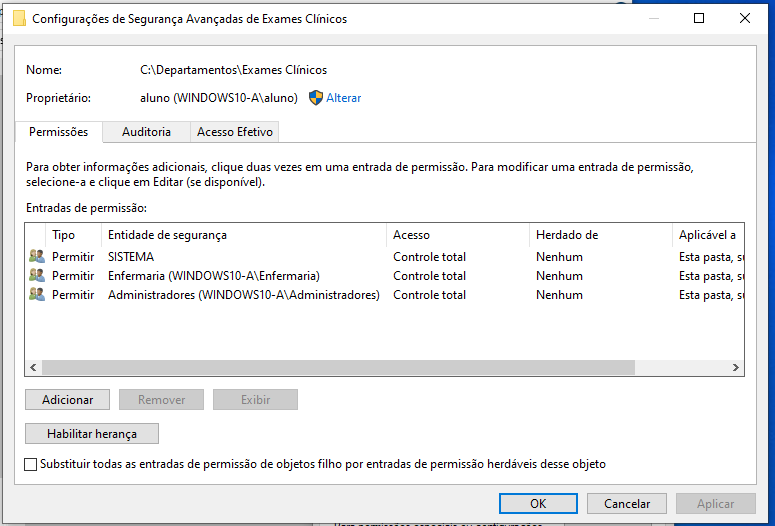 Configurações de Segurança Avançadas de Exames Clínicos
Nome: C:\Departamentos\Exames Clínicos
Proprietário: aluno (WINDOWS10-A\aluno) Alterar
Permissões Auditoria Acesso Efetivo
Para obter informações adicionais, clique duas vezes em uma entrada de permissão. Para modificar uma entrada de permissão,
selecione-a e clique em Editar (se disponível).
Entradas de permissão:
Tipo Entidade de segurança Acesso Herdado de Aplicável a
Permitir SISTEMA Controle total Nenhum Esta pasta, su
Permitir Enfermaria (WINDOWS10-A\Enfermaria) Controle total Nenhum Esta pasta, su
Permitir Administradores (WINDOWS10-A\Administradores) Controle total Nenhum Esta pasta, su
Adicionar Remover Exibir
Habilitar herança
Substituir todas as entradas de permissão de objetos filho por entradas de permissão herdáveis desse objeto
OK Cancelar Aplicar